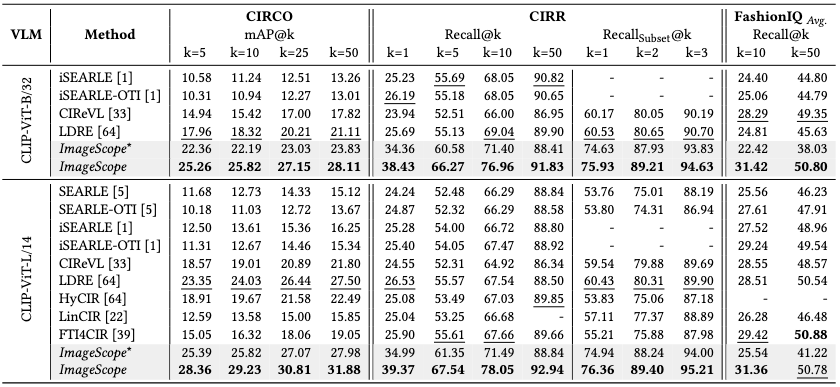 VLM Method CIRCO CIRR FashionIQ Avg.
mAP@k Recall@k RecallSubset@k Recall@k
k=5 k=10 k=25 k=50 k=1 k=5 k=10 k=50 k=1 k=2 k=3 k=10 k=50
CLIP-ViT-B/32
iSEARLE [1] 10.58 11.24 12.51 13.26 25.23 55.69 68.05 90.82 - - - 24.40 44.80
iSEARLE-OTI [1] 10.31 10.94 12.27 13.01 26.19 55.18 68.05 90.65 - - - 25.06 44.79
CIReVL [33] 14.94 15.42 17.00 17.82 23.94 52.51 66.00 86.95 60.17 80.05 90.19 28.29 49.35
LDRE [64] 17.96 18.32 20.21 21.11 25.69 55.13 69.04 89.90 60.53 80.65 90.70 24.81 45.63
ImageScope* 22.36 22.19 23.03 23.83 34.36 60.58 71.40 88.41 74.63 87.93 93.83 22.42 38.03
ImageScope 25.26 25.82 27.15 28.11 38.43 66.27 76.96 91.83 75.93 89.21 94.63 31.42 50.80
CLIP-ViT-L/14
SEARLE [5] 11.68 12.73 14.33 15.12 24.24 52.48 66.29 88.84 53.76 75.01 88.19 25.56 46.23
SEARLE-OTI [5] 10.18 11.03 12.72 13.67 24.87 52.32 66.29 88.58 53.80 74.31 86.94 27.61 47.91
iSEARLE [1] 12.50 13.61 15.36 16.25 25.28 54.00 66.72 88.80 - - - 27.52 48.96
iSEARLE-OTI [1] 11.31 12.67 14.46 15.34 25.40 54.05 67.47 88.92 - - - 29.24 49.54
CIReVL [33] 18.57 19.01 20.89 21.80 24.55 52.31 64.92 86.34 59.54 79.88 89.69 28.55 48.57
LDRE [64] 23.35 24.03 26.44 27.50 26.53 55.57 67.54 88.50 60.43 80.31 89.90 28.51 50.54
HyCIR [64] 18.91 19.67 21.58 22.49 25.08 53.49 67.03 89.85 53.83 75.06 87.18 - -
LinCIR [22] 12.59 13.58 15.00 15.85 25.04 53.25 66.68 - 57.11 77.37 88.89 26.28 46.48
FTI4CIR [39] 15.05 16.32 18.06 19.05 25.90 55.61 67.66 89.66 55.21 75.88 87.98 29.42 50.88
ImageScope* 25.39 25.82 27.07 27.98 34.99 61.35 71.49 88.84 74.94 88.24 94.00 25.54 41.22
ImageScope 28.36 29.23 30.81 31.88 39.37 67.54 78.05 92.94 76.36 89.40 95.21 31.36 50.78